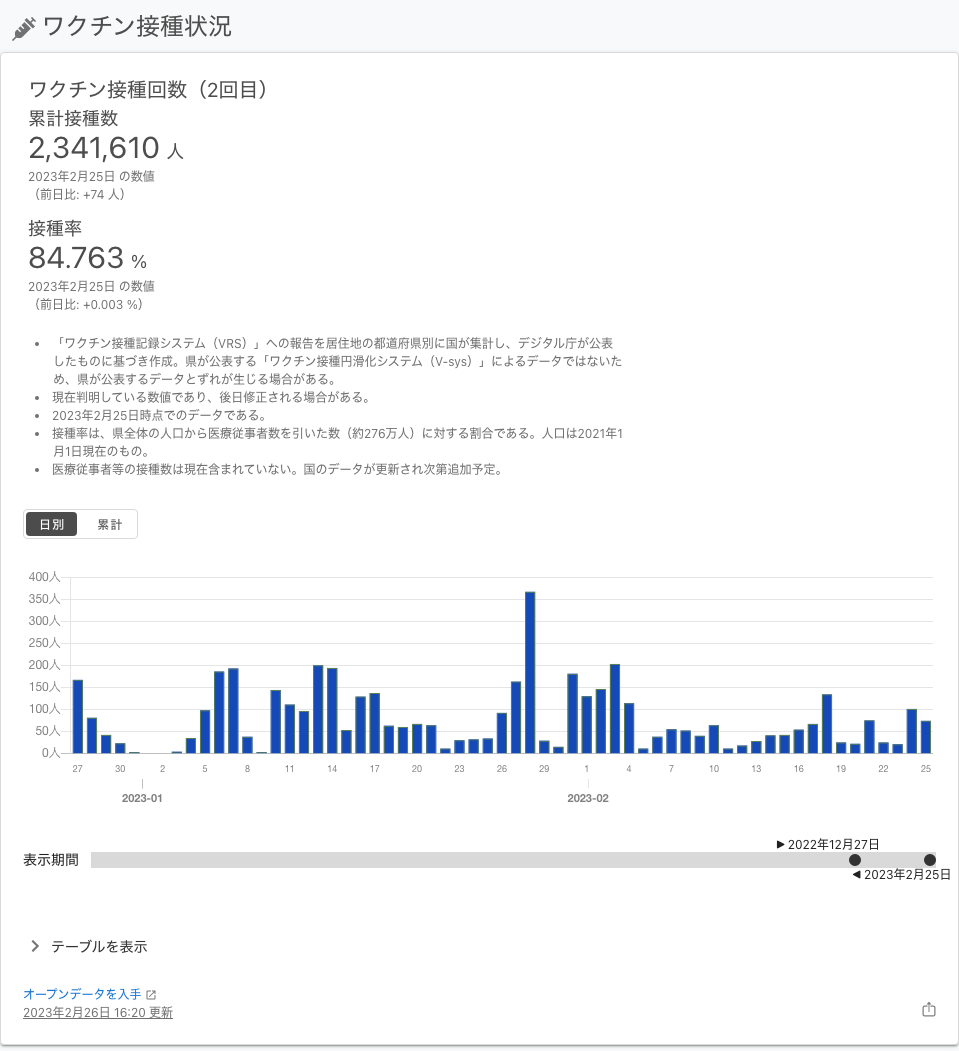 ワクチン接種状況
ワクチン接種回数（2回目）
累計接種数
2,341,610 人
2023年2月25日 の数値
（前日比: +74 人）
接種率
84.763 %
2023年2月25日 の数値
（前日比: +0.003 %）
「ワクチン接種記録システム（VRS）」への報告を居住地の都道府県別に国が集計し、デジタル庁が公表
したものに基づき作成。県が公表する「ワクチン接種円滑化システム（V-sys）」によるデータではないた
め、県が公表するデータとずれが生じる場合がある。
現在判明している数値であり、後日修正される場合がある。
2023年2月25日時点でのデータである。
接種率は、県全体の人口から医療従事者数を引いた数（約276万人）に対する割合である。人口は2021年1
月1日現在のもの。
医療従事者等の接種数は現在含まれていない。国のデータが更新され次第追加予定。
日別 累計
400人
350人
300人
250人
200人
150人
100人
50人
0人
27 30 2 5 8 11 14 17 20 23 26 29 1 4 7 10 13 16 19 22 25
2023-01 2023-02
▶ 2022年12月27日
表示期間
◀ 2023年2月25日
テーブルを表示
オープンデータを入手
2023年2月26日 16:20 更新